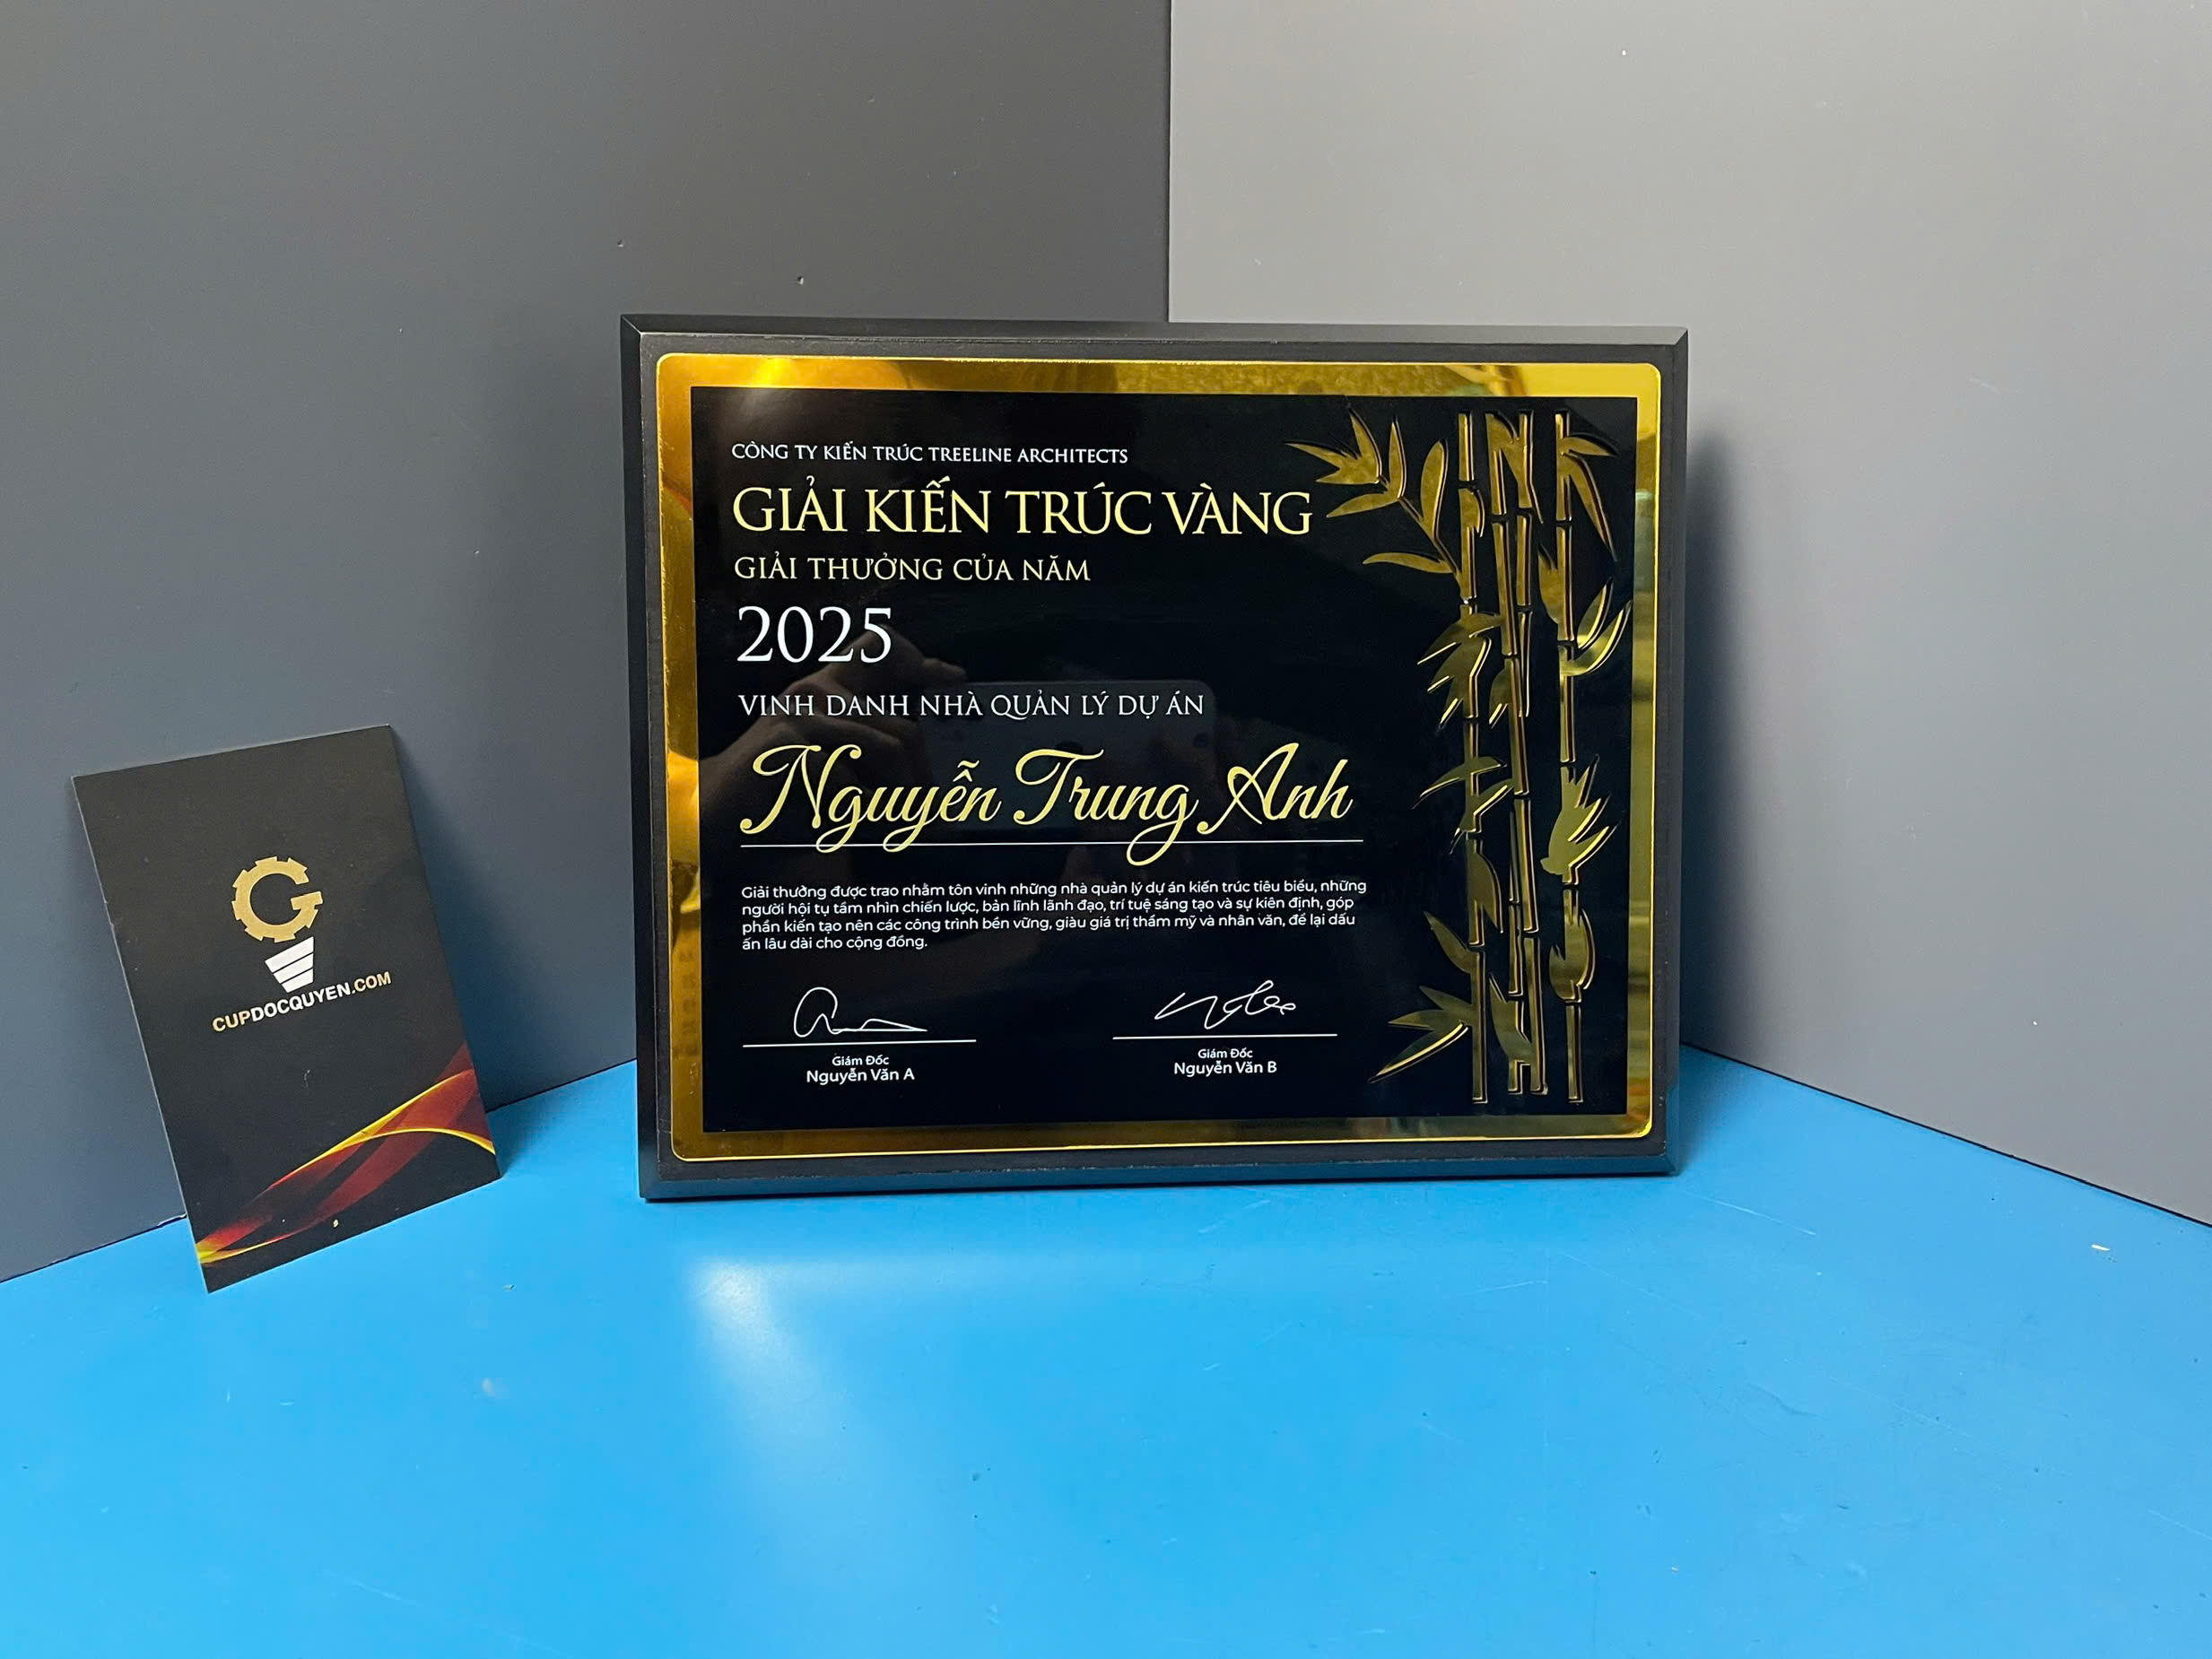 CÔNG TY KIẾN TRÚC TREELINE ARCHITECTS
GIẢI KIẾN TRÚC VÀNG
GIẢI THƯỞNG CỦA NĂM
2025
VINH DANH NHÀ QUẢN LÝ DỰ ÁN
Nguyễn Trung Anh
Giải thưởng được trao nhằm tôn vinh những nhà quản lý dự án kiến trúc tiêu biểu, những
người hội tụ tầm nhìn chiến lược, bản lĩnh lãnh đạo, trí tuệ sáng tạo và sự kiên định, góp
phần kiến tạo nên các công trình bền vững, giàu giá trị thẩm mỹ và nhân văn, để lại dấu
ấn lâu dài cho cộng đồng.
Giám Đốc
Nguyễn Văn A
Giám Đốc
Nguyễn Văn B
CUPDOCQUYEN.COM